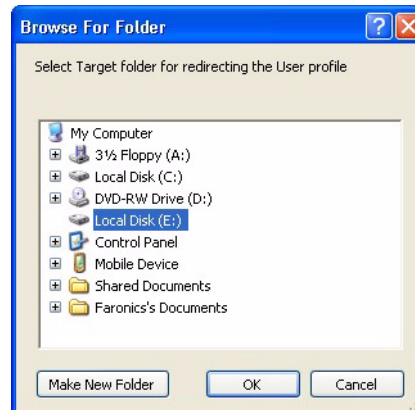 Browse For Folder
Select Target folder for redirecting the User profile
My Computer
3½ Floppy (A:)
Local Disk (C:)
DVD-RW Drive (D:)
Local Disk (E:)
Control Panel
Mobile Device
Shared Documents
Faronics's Documents
Make New Folder OK Cancel